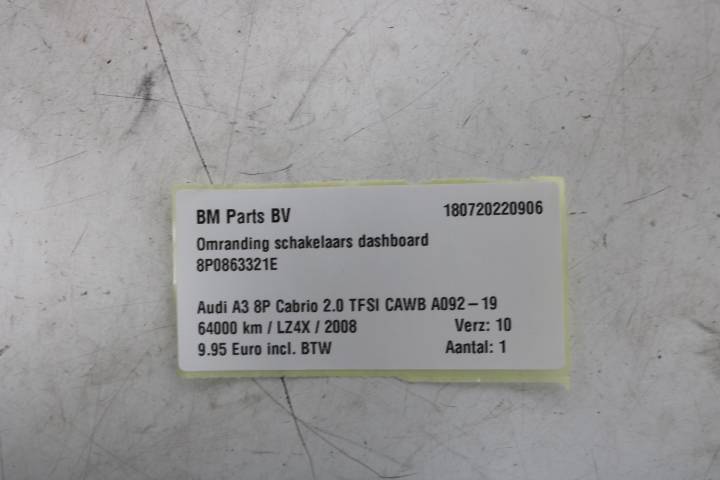 BM Parts BV 180720220906
Omranding schakelaars dashboard
8P0863321E
Audi A3 8P Cabrio 2.0 TFSI CAWB A092-19
64000 km / LZ4X / 2008 Verz: 10
9.95 Euro incl. BTW Aantal: 1